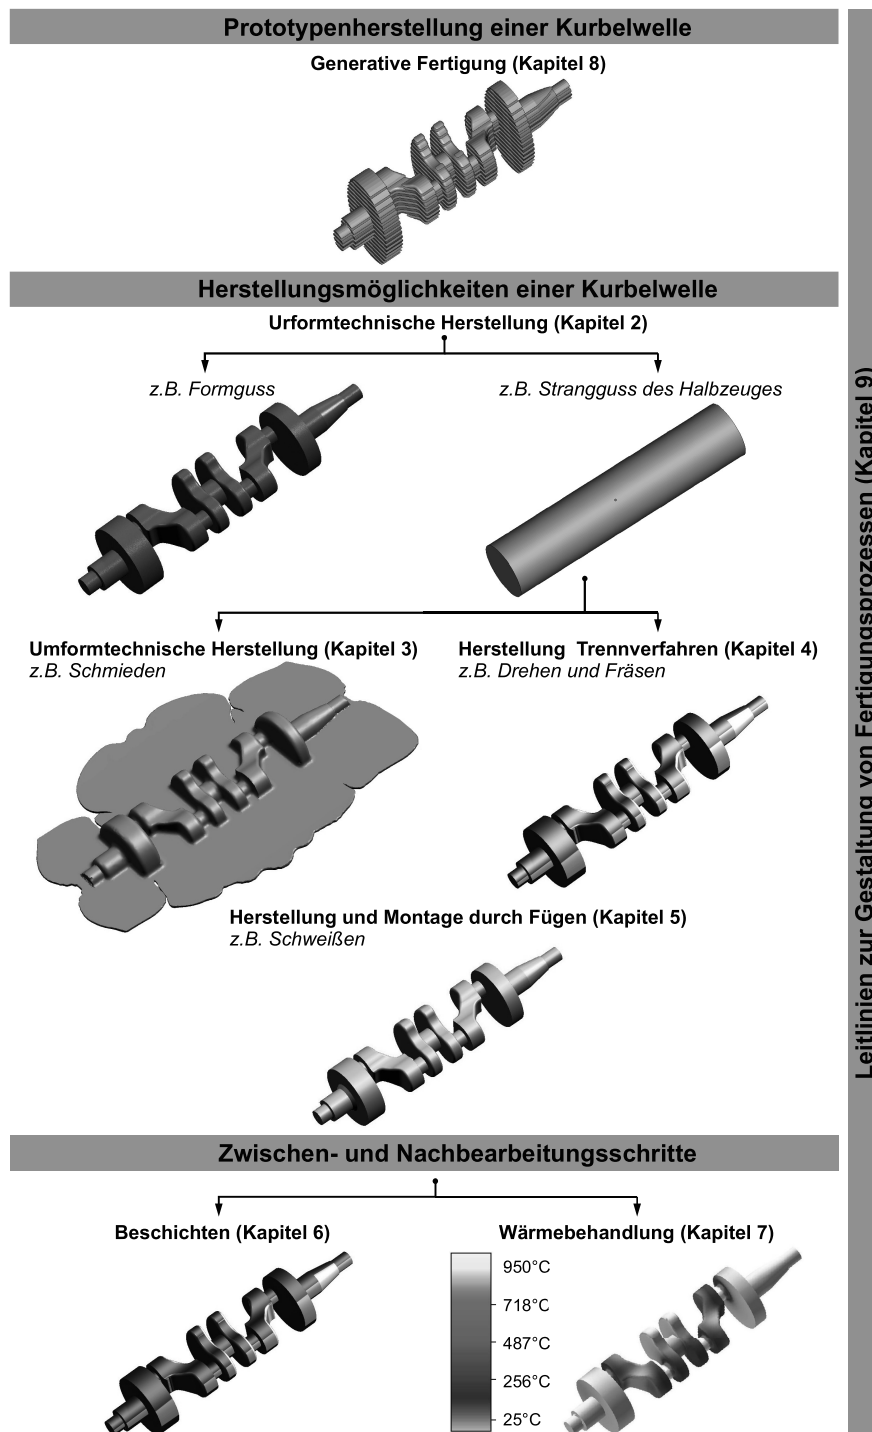 Prototypenherstellung einer Kurbelwelle
Generative Fertigung (Kapitel 8)
Herstellungsmöglichkeiten einer Kurbelwelle
Urformtechnische Herstellung (Kapitel 2)
z.B. Formguss
z.B. Strangguss des Halbzeuges
Umformtechnische Herstellung (Kapitel 3)
z.B. Schmieden
Herstellung Trennverfahren (Kapitel 4)
z.B. Drehen und Fräsen
Herstellung und Montage durch Fügen (Kapitel 5)
z.B. Schweißen
Zwischen- und Nachbearbeitungsschritte
Beschichten (Kapitel 6)
Wärmebehandlung (Kapitel 7)
950°C
718°C
487°C
256°C
25°C
Leitlinien zur Gestaltung von Fertigungsprozessen (Kapitel 9)